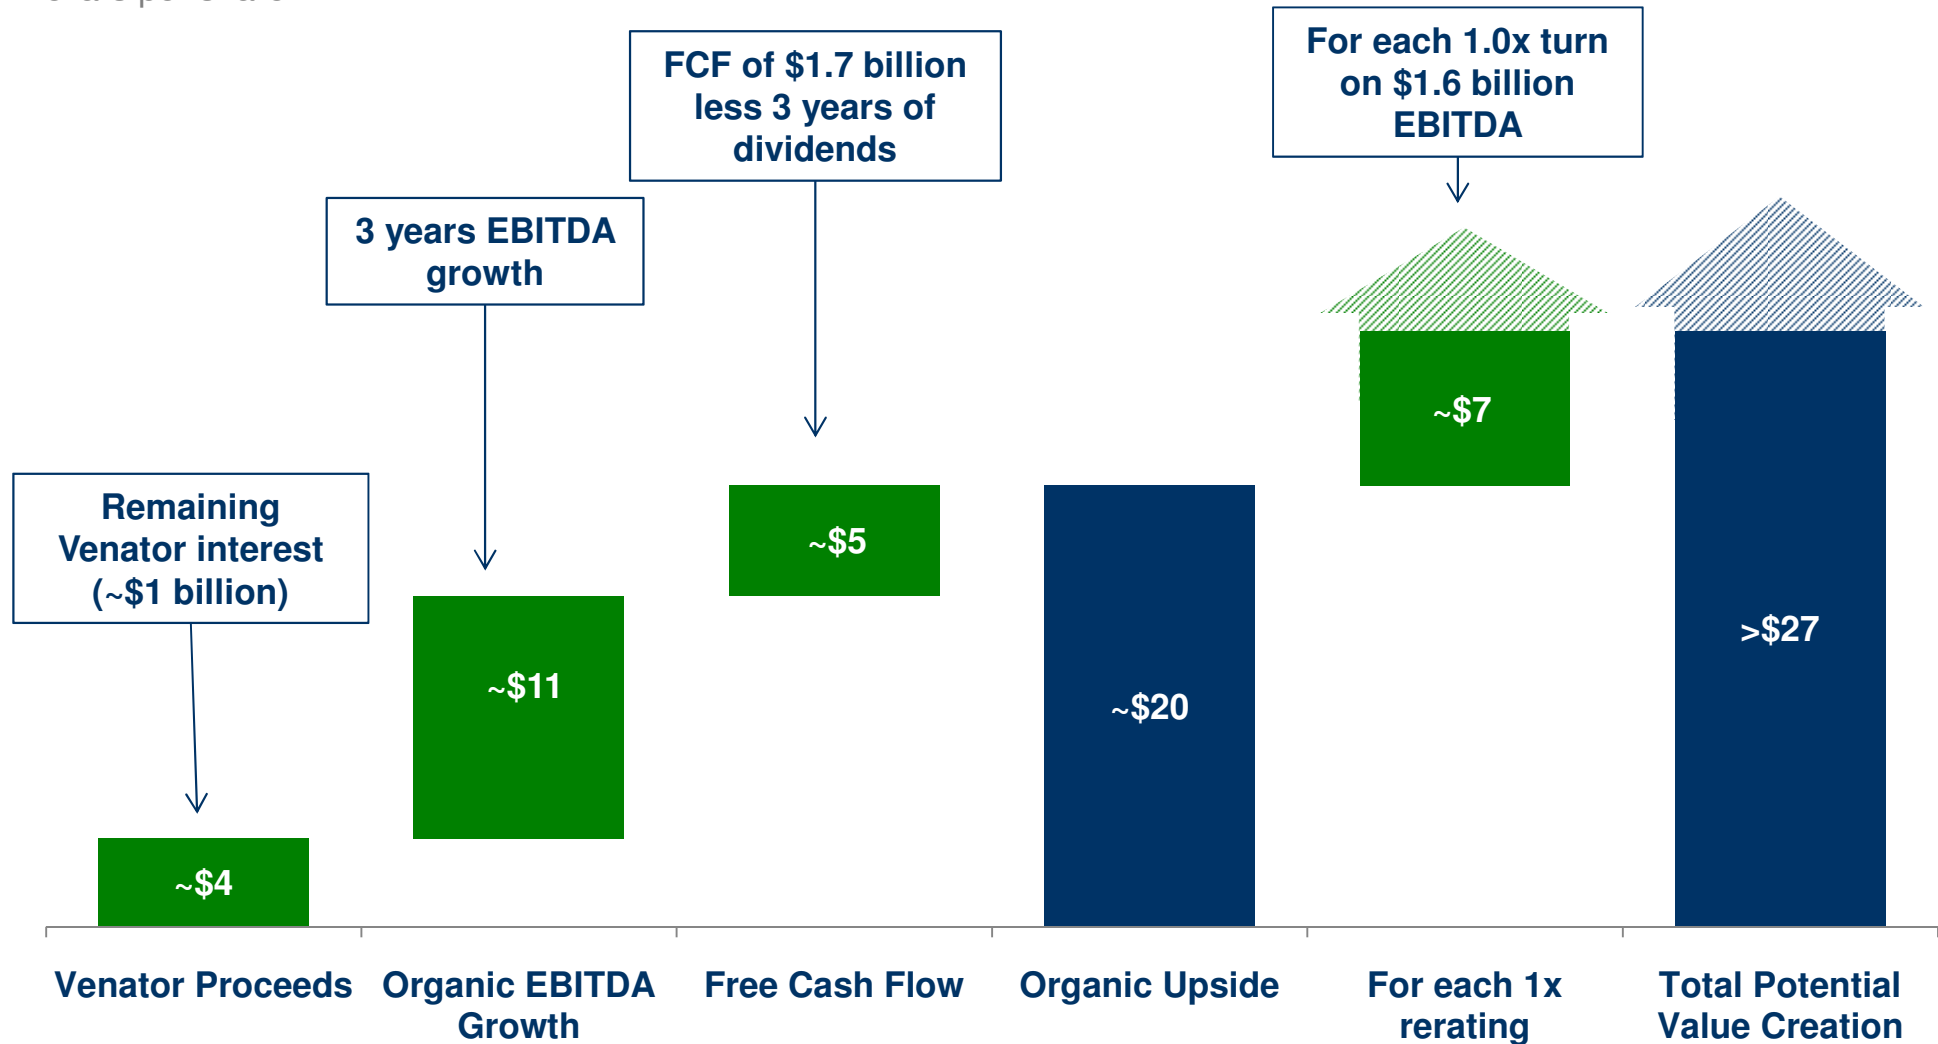 per
FCF of $1.7 billion
less 3 years of
dividends
For each 1.0x turn
on $1.6 billion
EBITDA
3 years EBITDA
growth
Remaining
Venator interest
(~$1 billion)
~$4
~$11
~$5
~$20
~$7
>$27
Venator Proceeds
Organic EBITDA
Growth
Free Cash Flow
Organic Upside
For each 1x
rerating
Total Potential
Value Creation